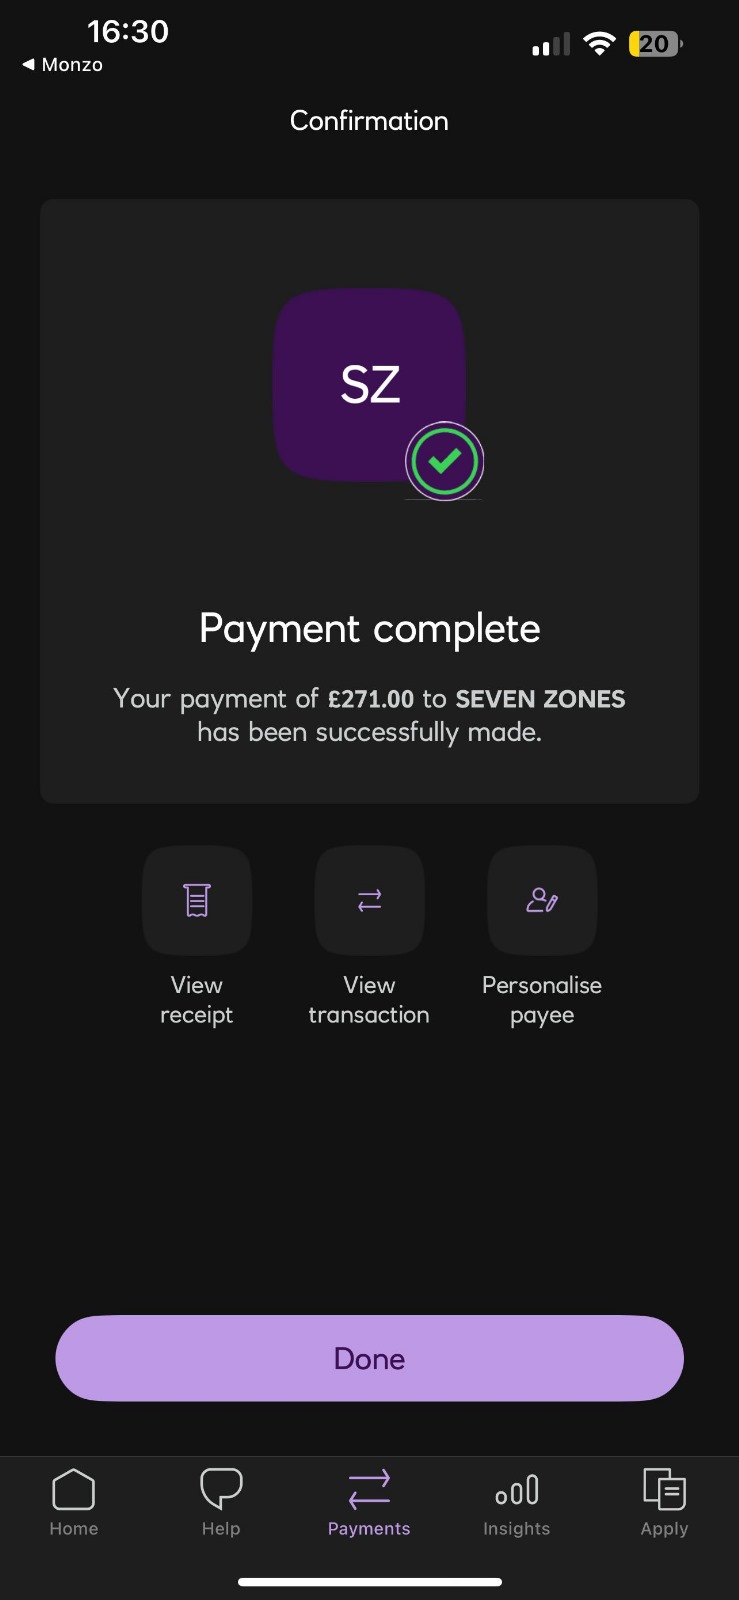 16:30
20
◀ Monzo
Confirmation
SZ
Payment complete
Your payment of £271.00 to SEVEN ZONES
has been successfully made.
View
receipt
View
transaction
Personalise
payee
Done
Home
Help
Payments
Insights
Apply